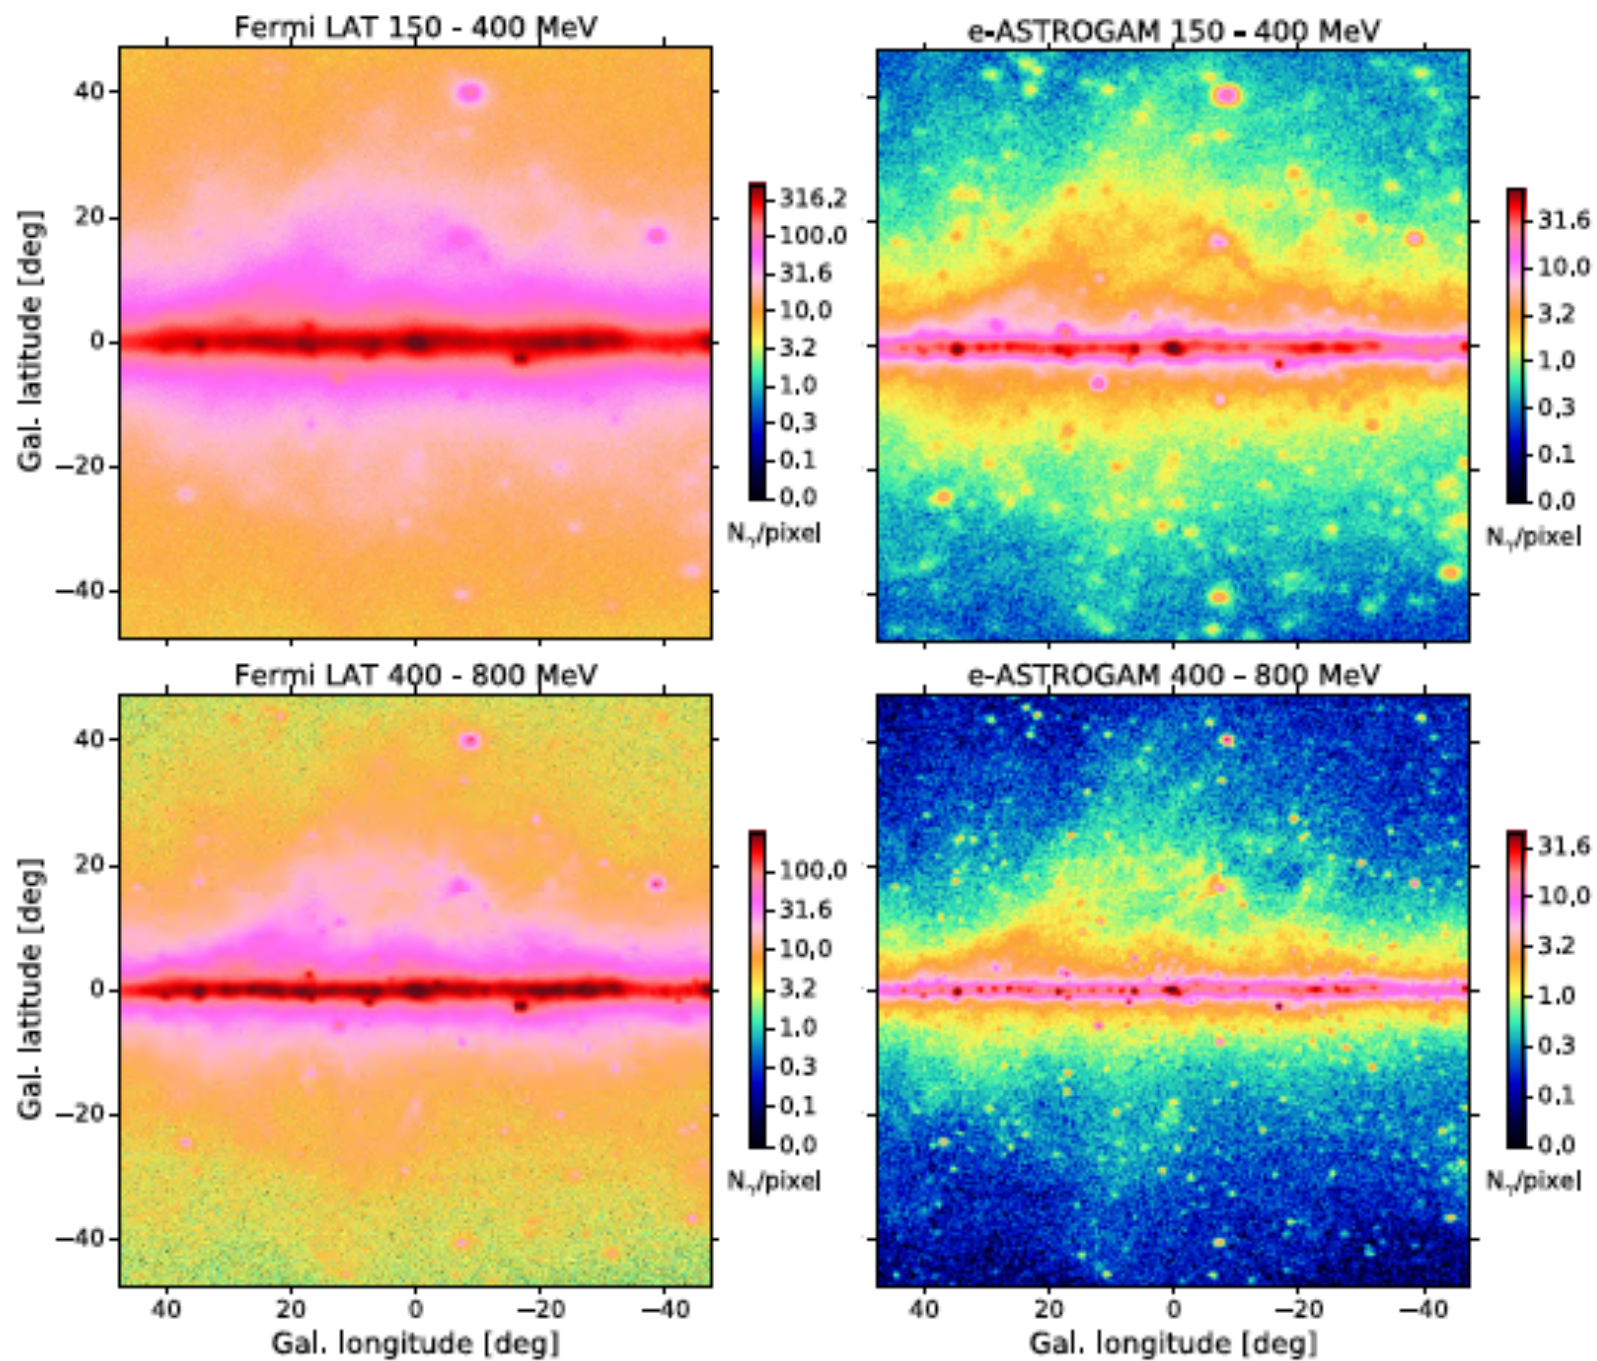 Fermi LAT 150 - 400 MeV
e-ASTROGAM 150 - 400 MeV
Gal. latitude [deg]
40
20
0
−20
−40
316.2
100.0
31.6
10.0
3.2
1.0
0.3
0.1
0.0
Nγ/pixel
31.6
10.0
3.2
1.0
0.3
0.1
0.0
Nγ/pixel
Fermi LAT 400 - 800 MeV
e-ASTROGAM 400 - 800 MeV
Gal. latitude [deg]
40
20
0
−20
−40
100.0
31.6
10.0
3.2
1.0
0.3
0.1
0.0
Nγ/pixel
31.6
10.0
3.2
1.0
0.3
0.1
0.0
Nγ/pixel
40 20 0 −20 −40
40 20 0 −20 −40
Gal. longitude [deg]
Gal. longitude [deg]